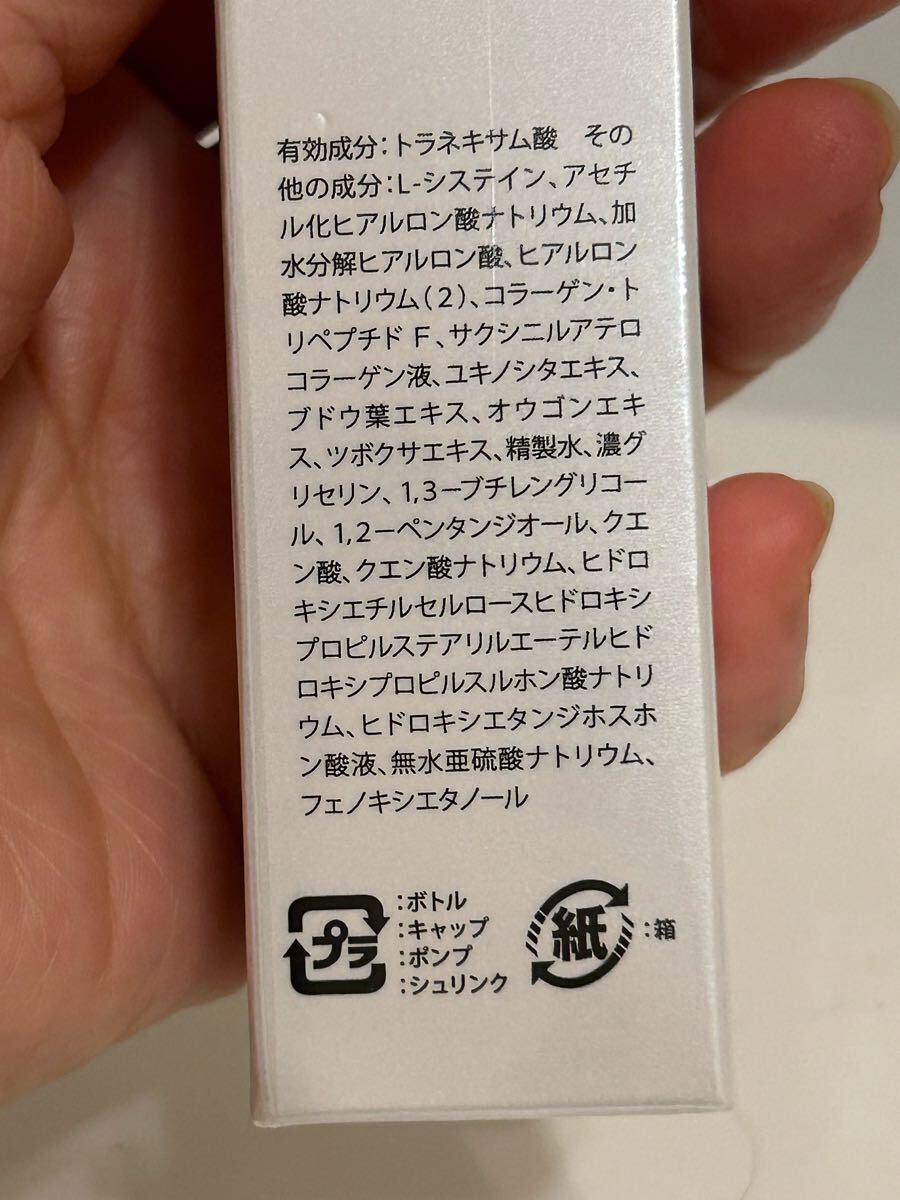 有効成分:トラネキサム酸　その
他の成分:L-システイン、アセチ
ル化ヒアルロン酸ナトリウム、加
水分解ヒアルロン酸、ヒアルロン
酸ナトリウム(2)、コラーゲン・ト
リペプチド F、サクシニルアテロ
コラーゲン液、ユキノシタエキス、
ブドウ葉エキス、オウゴンエキ
ス、ツボクサエキス、精製水、濃グ
リセリン、1,3−ブチレングリコー
ル、1,2−ペンタンジオール、クエ
ン酸、クエン酸ナトリウム、ヒドロ
キシエチルセルロースヒドロキシ
プロピルステアリルエーテルヒド
ロキシプロピルスルホン酸ナトリ
ウム、ヒドロキシエタンジホスホ
ン酸液、無水亜硫酸ナトリウム、
フェノキシエタノール
プラ
:ボトル
:キャップ
:ポンプ
:シュリンク
紙
:箱